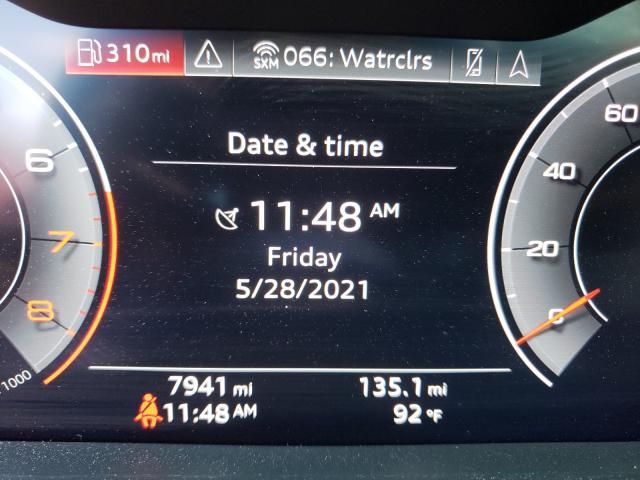 310 mi SXM 066: Watrclrs
Date & time
11:48 AM
Friday
5/28/2021
6
7
8
1000
60
40
20
0
7941 mi 135.1 mi
11:48 AM 92 °F